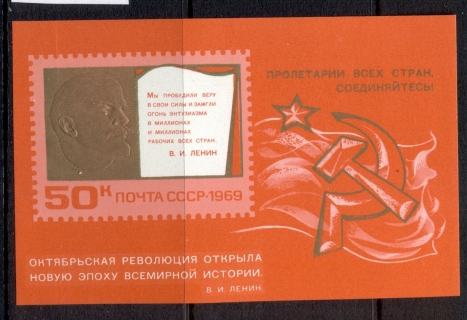 ПРОЛЕТАРИИ ВСЕХ СТРАН,
СОЕДИНЯЙТЕСЬ!
Мы пробудили веру
в свои силы и зажгли
огонь энтузиазма
в миллионах
и миллионах
рабочих всех стран.
В. И. ЛЕНИН
50 К ПОЧТА СССР·1969
ОКТЯБРЬСКАЯ РЕВОЛЮЦИЯ ОТКРЫЛА
НОВУЮ ЭПОХУ ВСЕМИРНОЙ ИСТОРИИ.
В. И. ЛЕНИН.